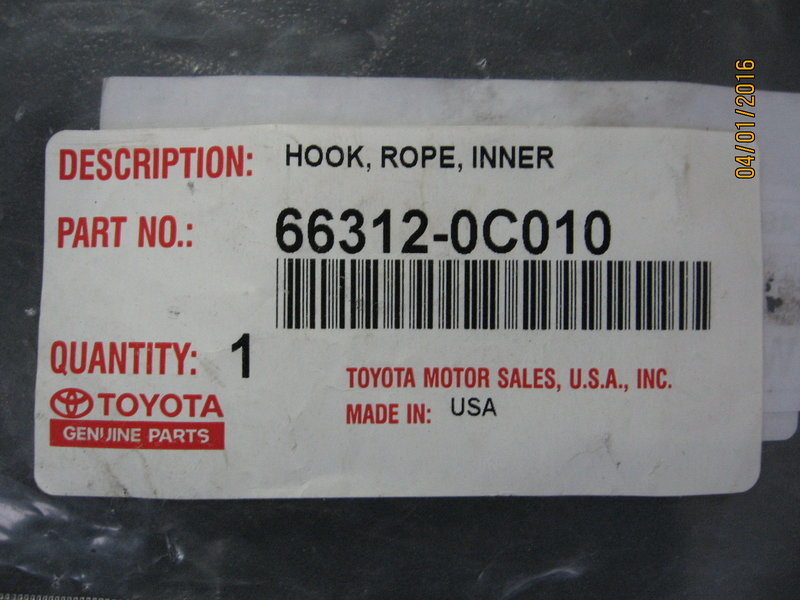 04/01/2016
DESCRIPTION: HOOK, ROPE, INNER
PART NO.: 66312-0C010
QUANTITY: 1
TOYOTA
GENUINE PARTS
TOYOTA MOTOR SALES, U.S.A., INC.
MADE IN: USA